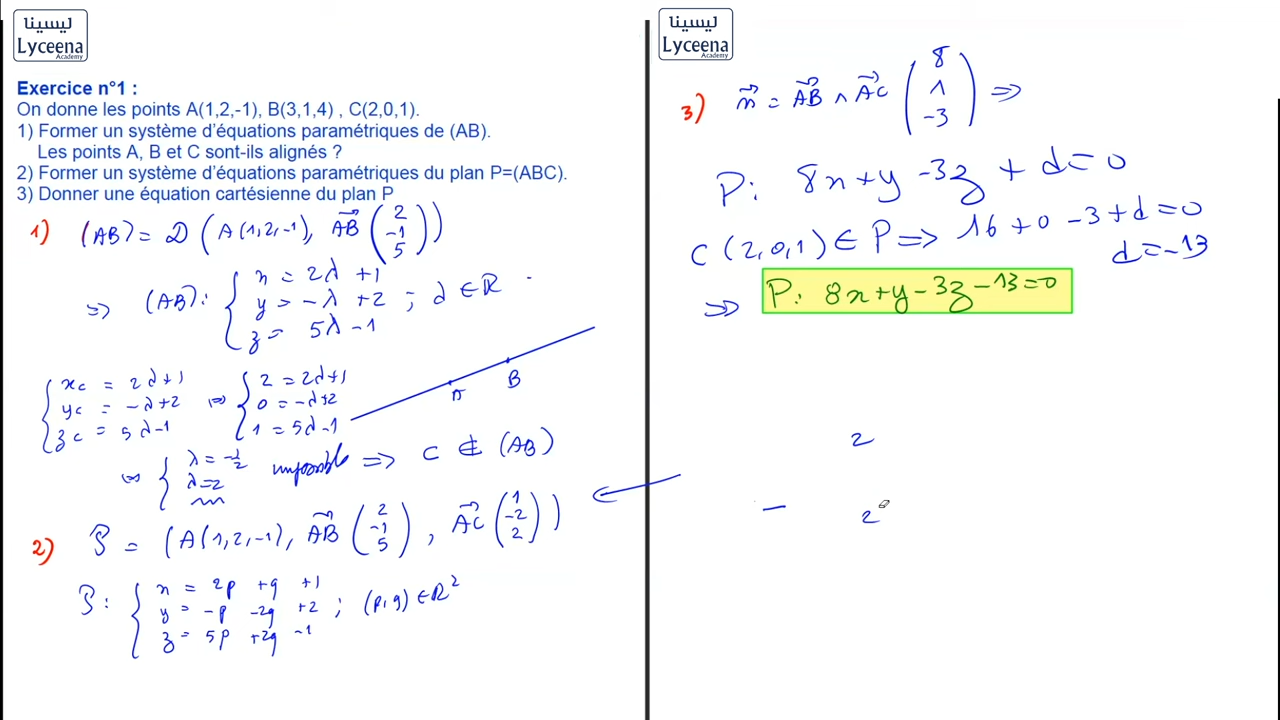 ليسينا
Lyceena
Academy
Exercice n°1 :
On donne les points A(1,2,-1), B(3,1,4) , C(2,0,1).
1) Former un système d'équations paramétriques de (AB).
Les points A, B et C sont-ils alignés ?
2) Former un système d'équations paramétriques du plan P=(ABC).
3) Donner une équation cartésienne du plan P
1) (AB) = D (A(1,2,-1), AB (2 -1 5))
=> (AB): { x = 2λ +1
y = -λ +2 ; λ ∈ R
z = 5λ -1
A B
{ xc = 2λ+1 <=> { 2 = 2λ+1
yc = -λ+2 0 = -λ+2
zc = 5λ-1 1 = 5λ-1
<=> { λ = -1/2 impossible => C ∉ (AB)
λ=2
2) P = (A(1,2,-1), AB (2 -1 5), AC (1 -2 2))
P: { x = 2p +q +1
y = -p -2q +2 ; (p,q) ∈ R²
z = 5p +2q -1
ليسينا
Lyceena
Academy
3) n = AB ∧ AC (8 1 -3) =>
P: 8x+y -3z + d=0
C (2,0,1) ∈ P => 16 +0 -3+d =0
d=-13
=> P: 8x+y-3z-13=0
2
- 2